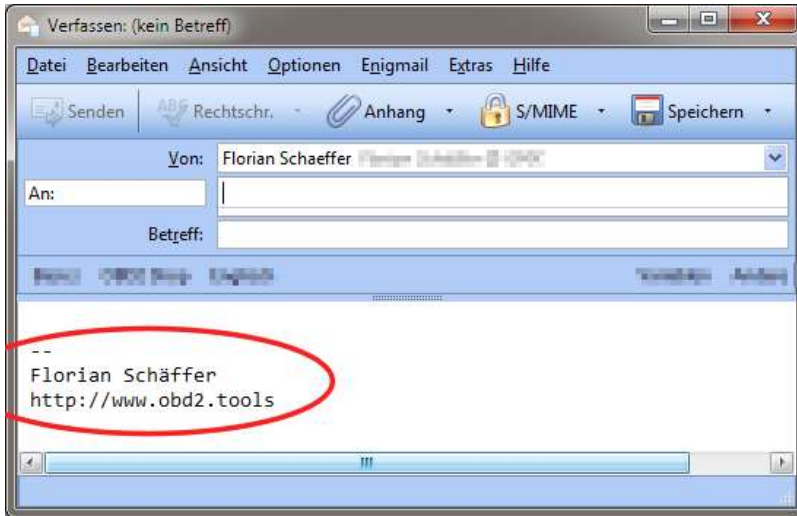 Verfassen: (kein Betreff)
Datei Bearbeiten Ansicht Optionen Enigmail Extras Hilfe
Senden ABC Rechtschr. Anhang S/MIME Speichern
Von: Florian Schaeffer
An:
Betreff:
--
Florian Schäffer
http://www.obd2.tools